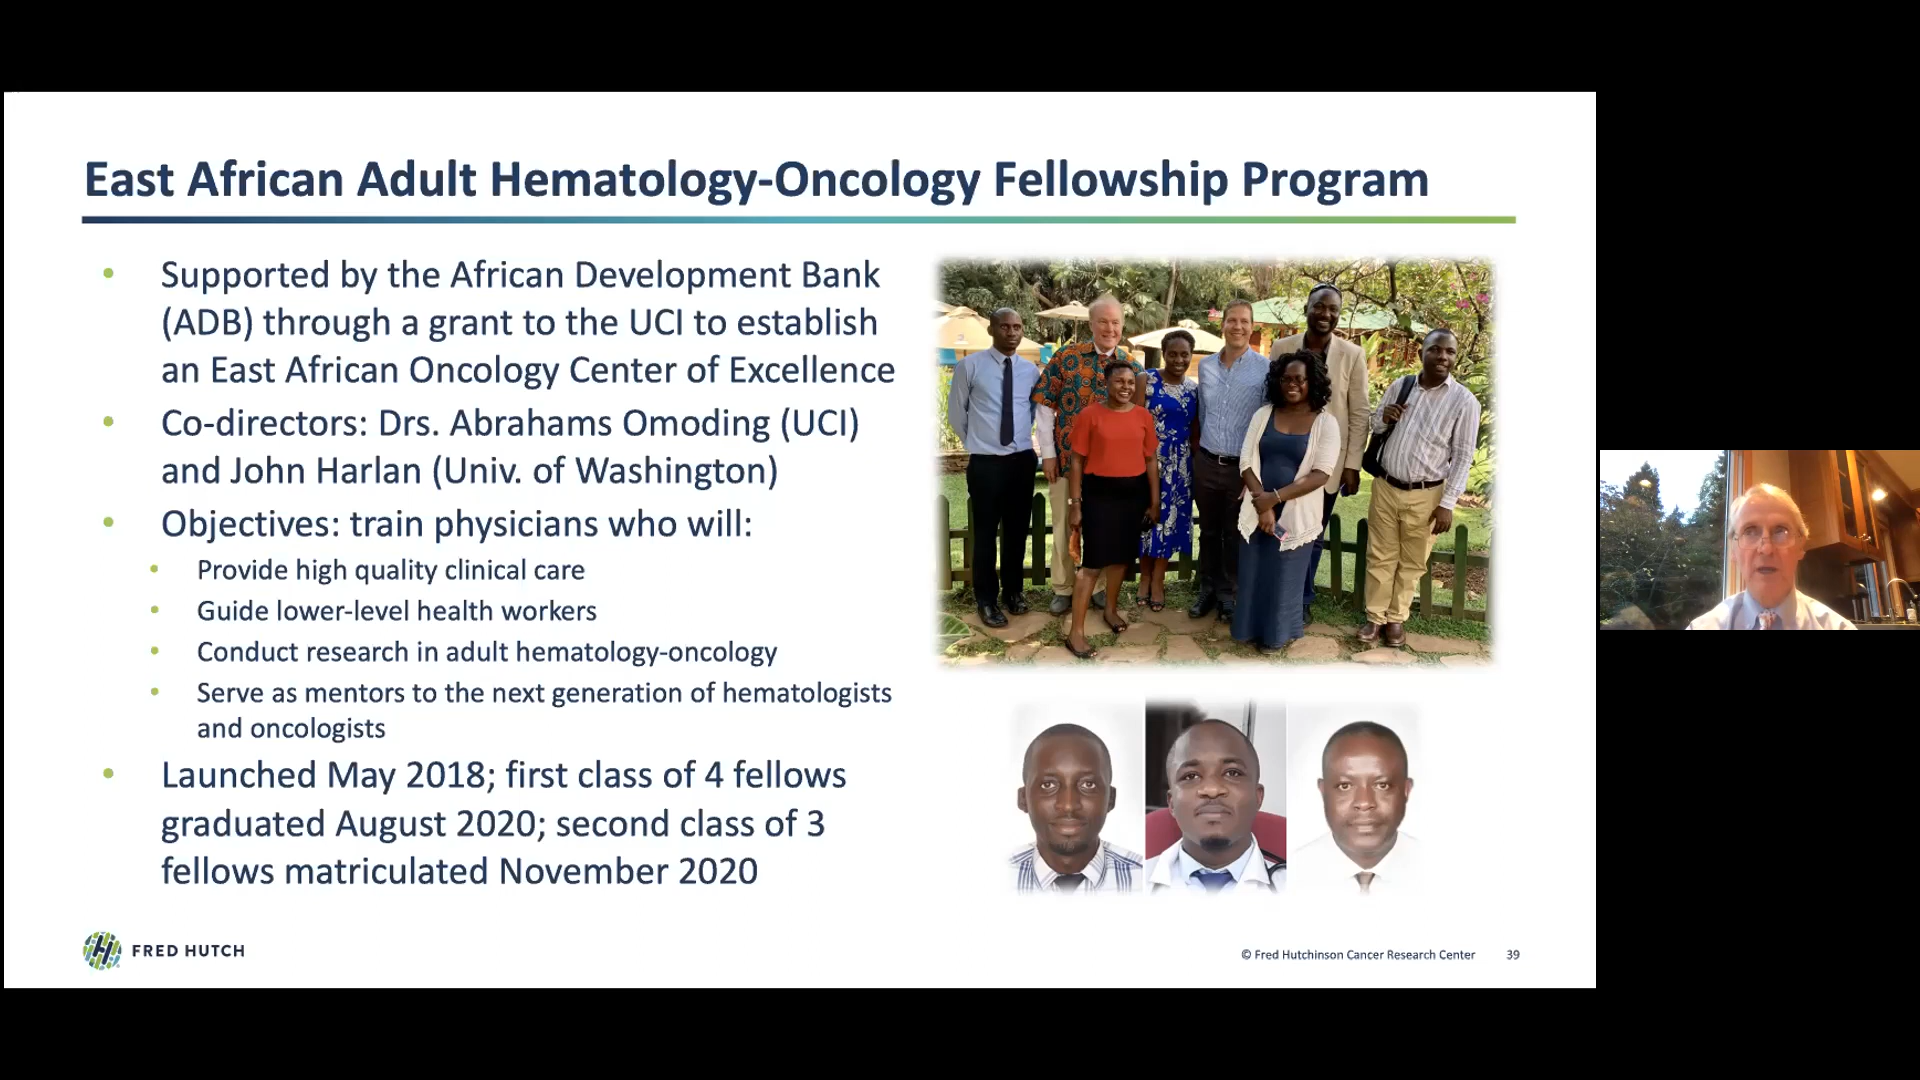 East African Adult Hematology-Oncology Fellowship Program
• Supported by the African Development Bank
(ADB) through a grant to the UCI to establish
an East African Oncology Center of Excellence
• Co-directors: Drs. Abrahams Omoding (UCI)
and John Harlan (Univ. of Washington)
• Objectives: train physicians who will:
• Provide high quality clinical care
• Guide lower-level health workers
• Conduct research in adult hematology-oncology
• Serve as mentors to the next generation of hematologists
and oncologists
• Launched May 2018; first class of 4 fellows
graduated August 2020; second class of 3
fellows matriculated November 2020
FRED HUTCH
© Fred Hutchinson Cancer Research Center 39